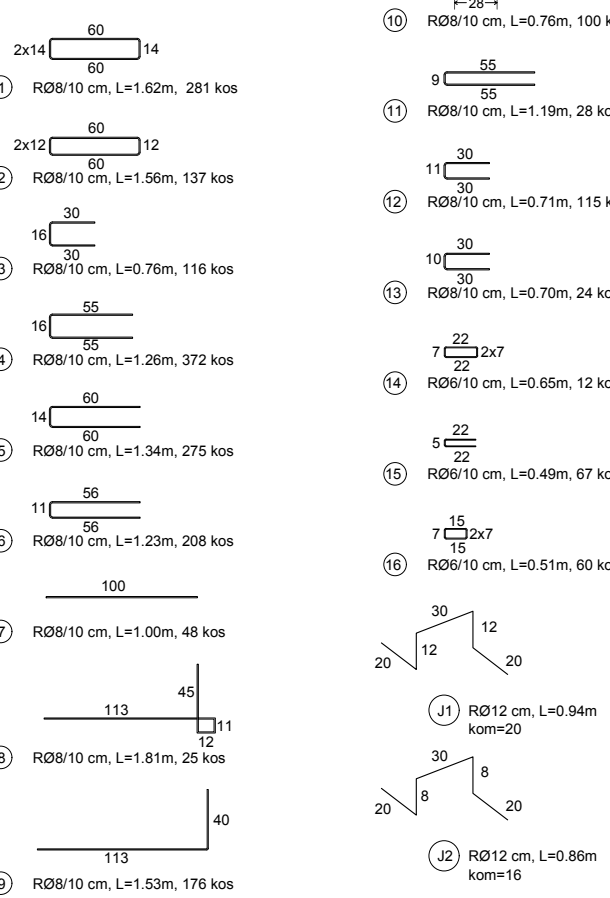 60
2x14 14
60
1 RØ8/10 cm, L=1.62m, 281 kos
60
2x12 12
60
2 RØ8/10 cm, L=1.56m, 137 kos
30
16
30
3 RØ8/10 cm, L=0.76m, 116 kos
55
16
55
4 RØ8/10 cm, L=1.26m, 372 kos
60
14
60
5 RØ8/10 cm, L=1.34m, 275 kos
56
11
56
6 RØ8/10 cm, L=1.23m, 208 kos
100
7 RØ8/10 cm, L=1.00m, 48 kos
45
113
11
12
8 RØ8/10 cm, L=1.81m, 25 kos
40
113
9 RØ8/10 cm, L=1.53m, 176 kos
28
10 RØ8/10 cm, L=0.76m, 100 k
55
9
55
11 RØ8/10 cm, L=1.19m, 28 ko
30
11
30
12 RØ8/10 cm, L=0.71m, 115 k
30
10
30
13 RØ8/10 cm, L=0.70m, 24 ko
22
7 2x7
22
14 RØ6/10 cm, L=0.65m, 12 ko
22
5
22
15 RØ6/10 cm, L=0.49m, 67 ko
15
7 2x7
15
16 RØ6/10 cm, L=0.51m, 60 ko
30
12
12
20 20
J1 RØ12 cm, L=0.94m
kom=20
30
8
8
20 20
J2 RØ12 cm, L=0.86m
kom=16